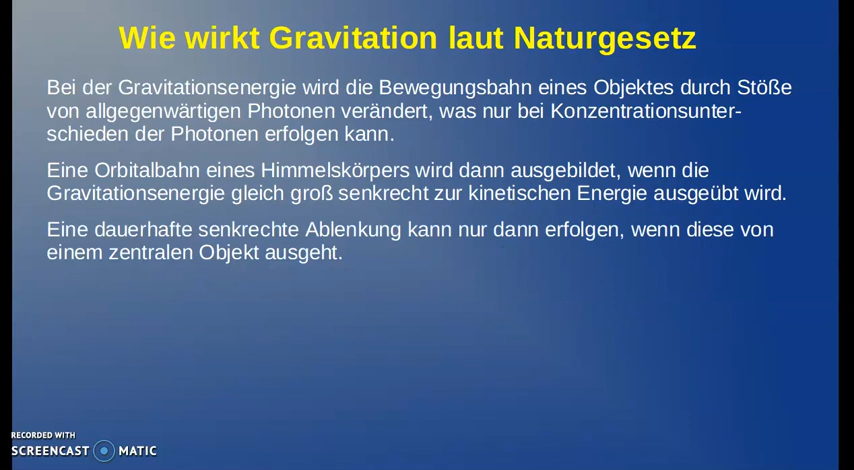 Wie wirkt Gravitation laut Naturgesetz
Bei der Gravitationsenergie wird die Bewegungsbahn eines Objektes durch Stöße
von allgegenwärtigen Photonen verändert, was nur bei Konzentrationsunter-
schieden der Photonen erfolgen kann.
Eine Orbitalbahn eines Himmelskörpers wird dann ausgebildet, wenn die
Gravitationsenergie gleich groß senkrecht zur kinetischen Energie ausgeübt wird.
Eine dauerhafte senkrechte Ablenkung kann nur dann erfolgen, wenn diese von
einem zentralen Objekt ausgeht.
RECORDED WITH
SCREENCAST MATIC